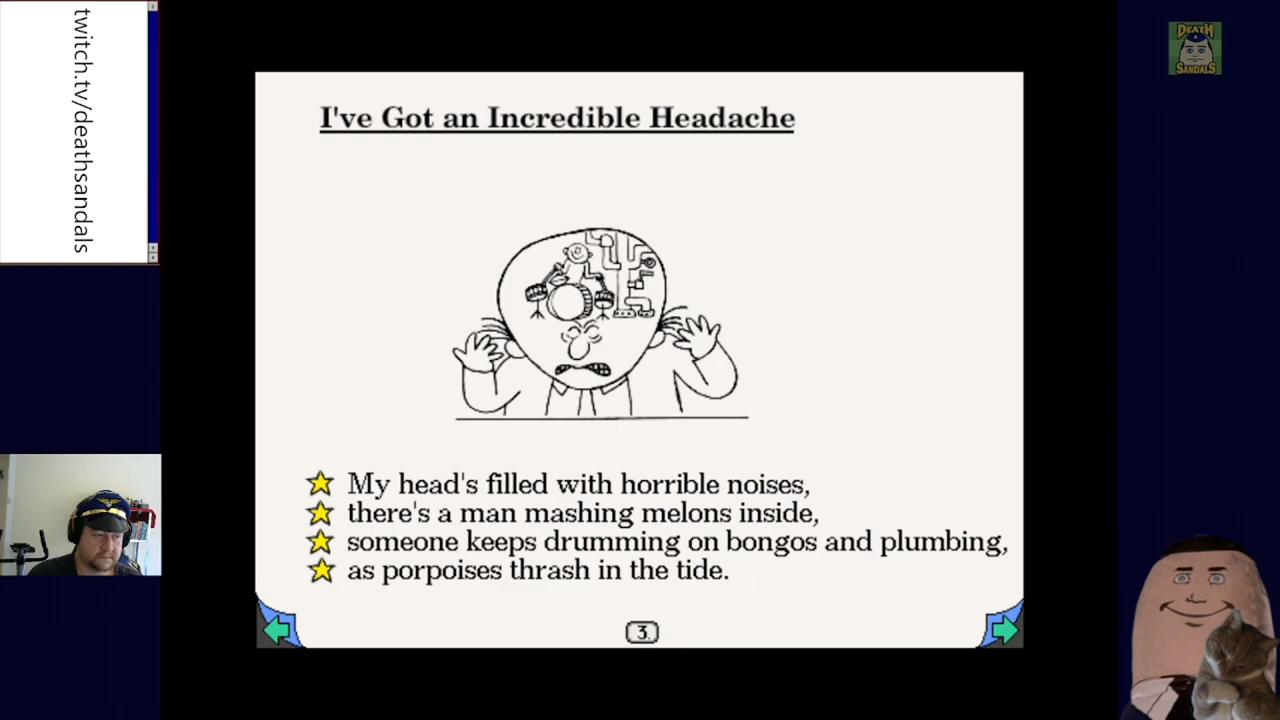 twitch.tv/deathsandals
DEATH
SANDALS
I've Got an Incredible Headache
My head's filled with horrible noises,
there's a man mashing melons inside,
someone keeps drumming on bongos and plumbing,
as porpoises thrash in the tide.
3.